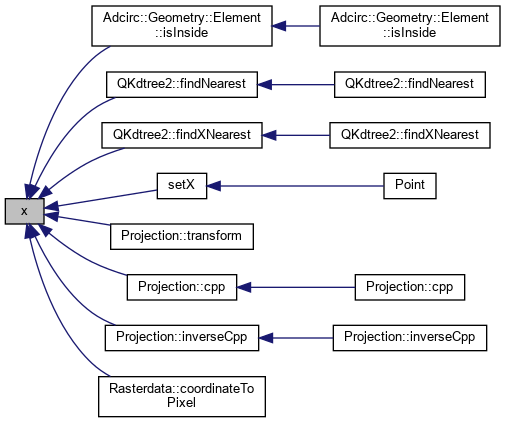 Adcirc::Geometry::Element
::isInside
Adcirc::Geometry::Element
::isInside
QKdtree2::findNearest
QKdtree2::findNearest
QKdtree2::findXNearest
QKdtree2::findXNearest
setX
Point
x
Projection::transform
Projection::cpp
Projection::cpp
Projection::inverseCpp
Projection::inverseCpp
Rasterdata::coordinateTo
Pixel